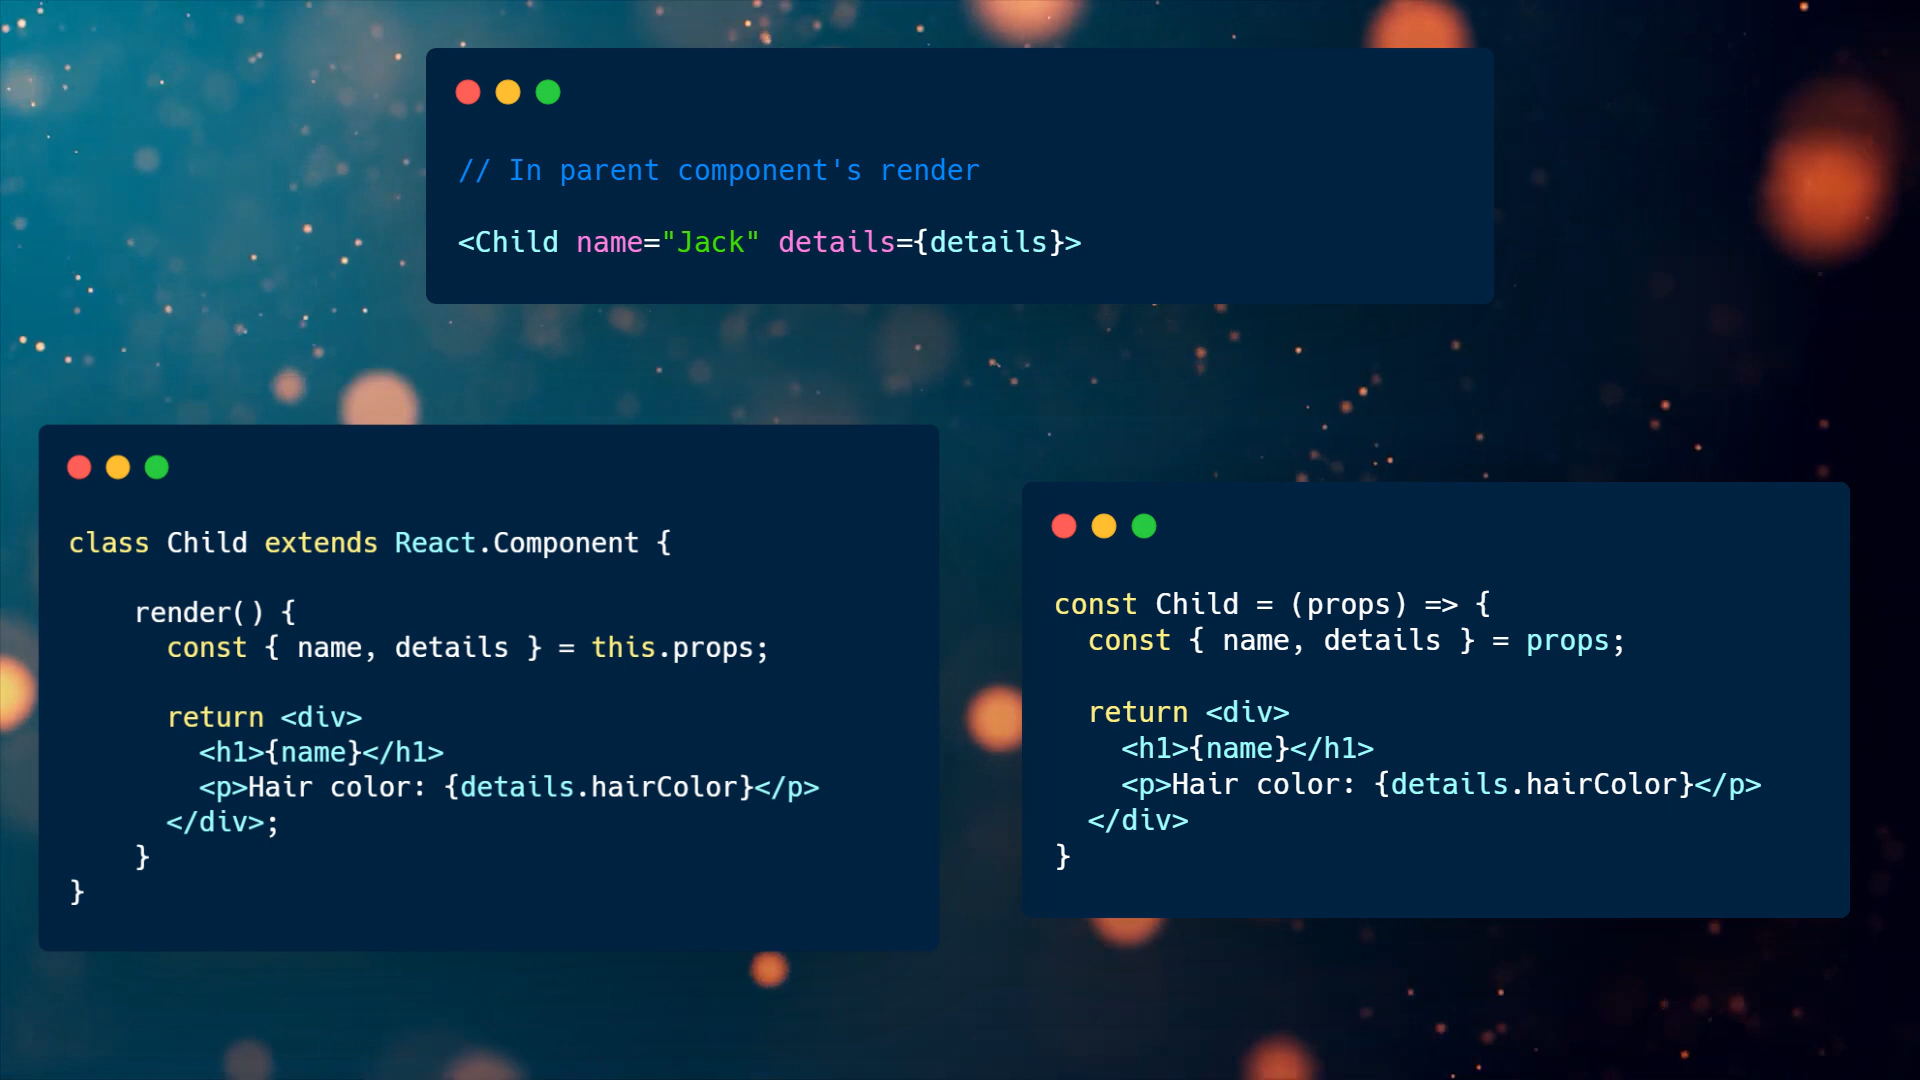 // In parent component's render
<Child name="Jack" details={details}>
class Child extends React.Component {
render() {
const { name, details } = this.props;
return <div>
<h1>{name}</h1>
<p>Hair color: {details.hairColor}</p>
</div>;
}
}
const Child = (props) => {
const { name, details } = props;
return <div>
<h1>{name}</h1>
<p>Hair color: {details.hairColor}</p>
</div>
}